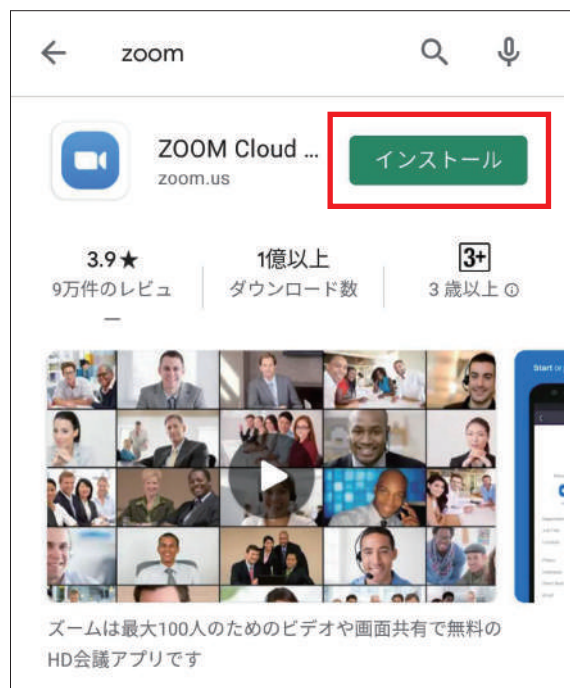 zoom
ZOOM Cloud ...
zoom.us
インストール
3.9★
9万件のレビュ
ー
1億以上
ダウンロード数
3+
3 歳以上
Start or
ズームは最大100人のためのビデオや画面共有で無料の
HD会議アプリです